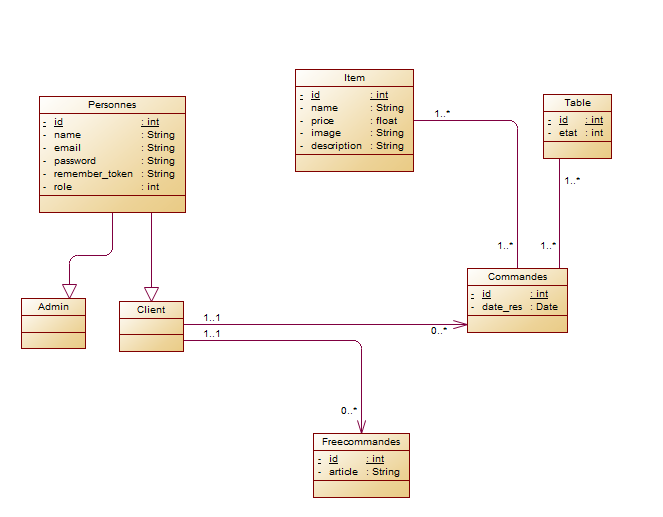 Personnes
- id : int
- name : String
- email : String
- password : String
- remember_token : String
- role : int
Item
- id : int
- name : String
- price : float
- image : String
- description : String
Table
- id : int
- etat : int
1..*
1..*
1..*
1..*
Admin
Client
Commandes
- id : int
- date_res : Date
1..1
0..*
1..1
0..*
Freecommandes
- id : int
- article : String